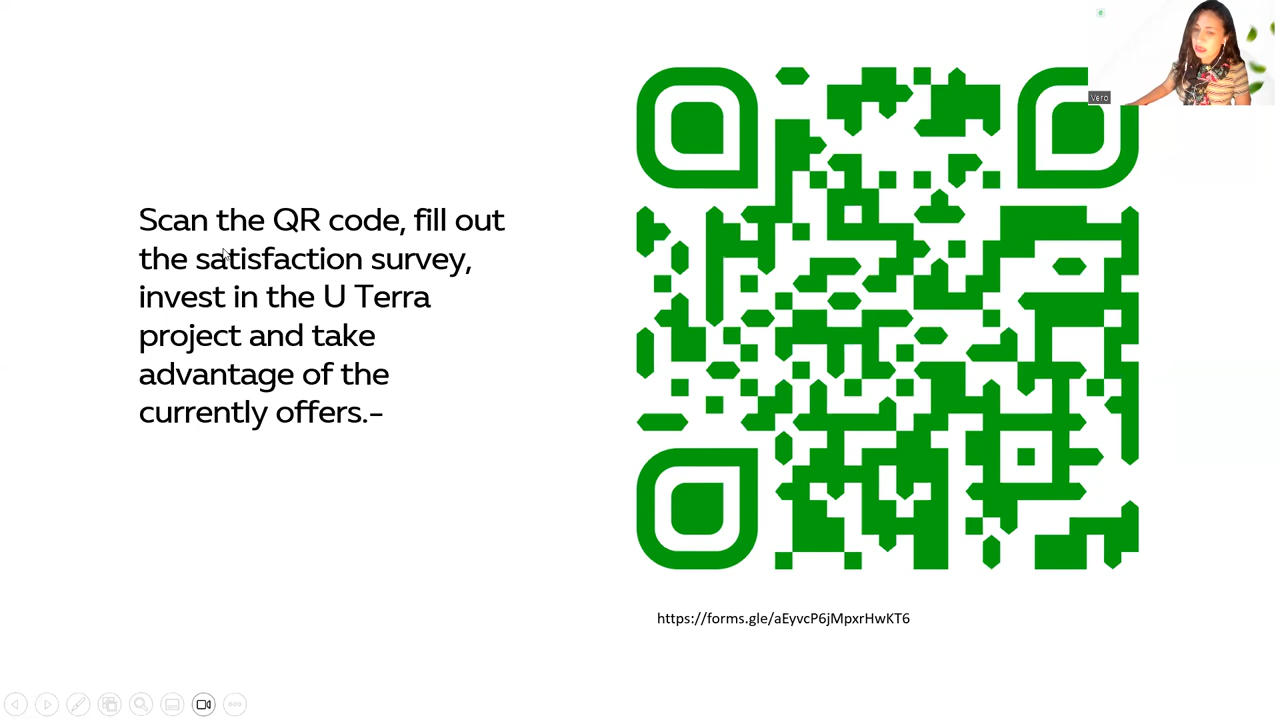 Vero
Scan the QR code, fill out
the satisfaction survey,
invest in the U Terra
project and take
advantage of the
currently offers.-
https://forms.gle/aEyvcP6jMpxrHwKT6